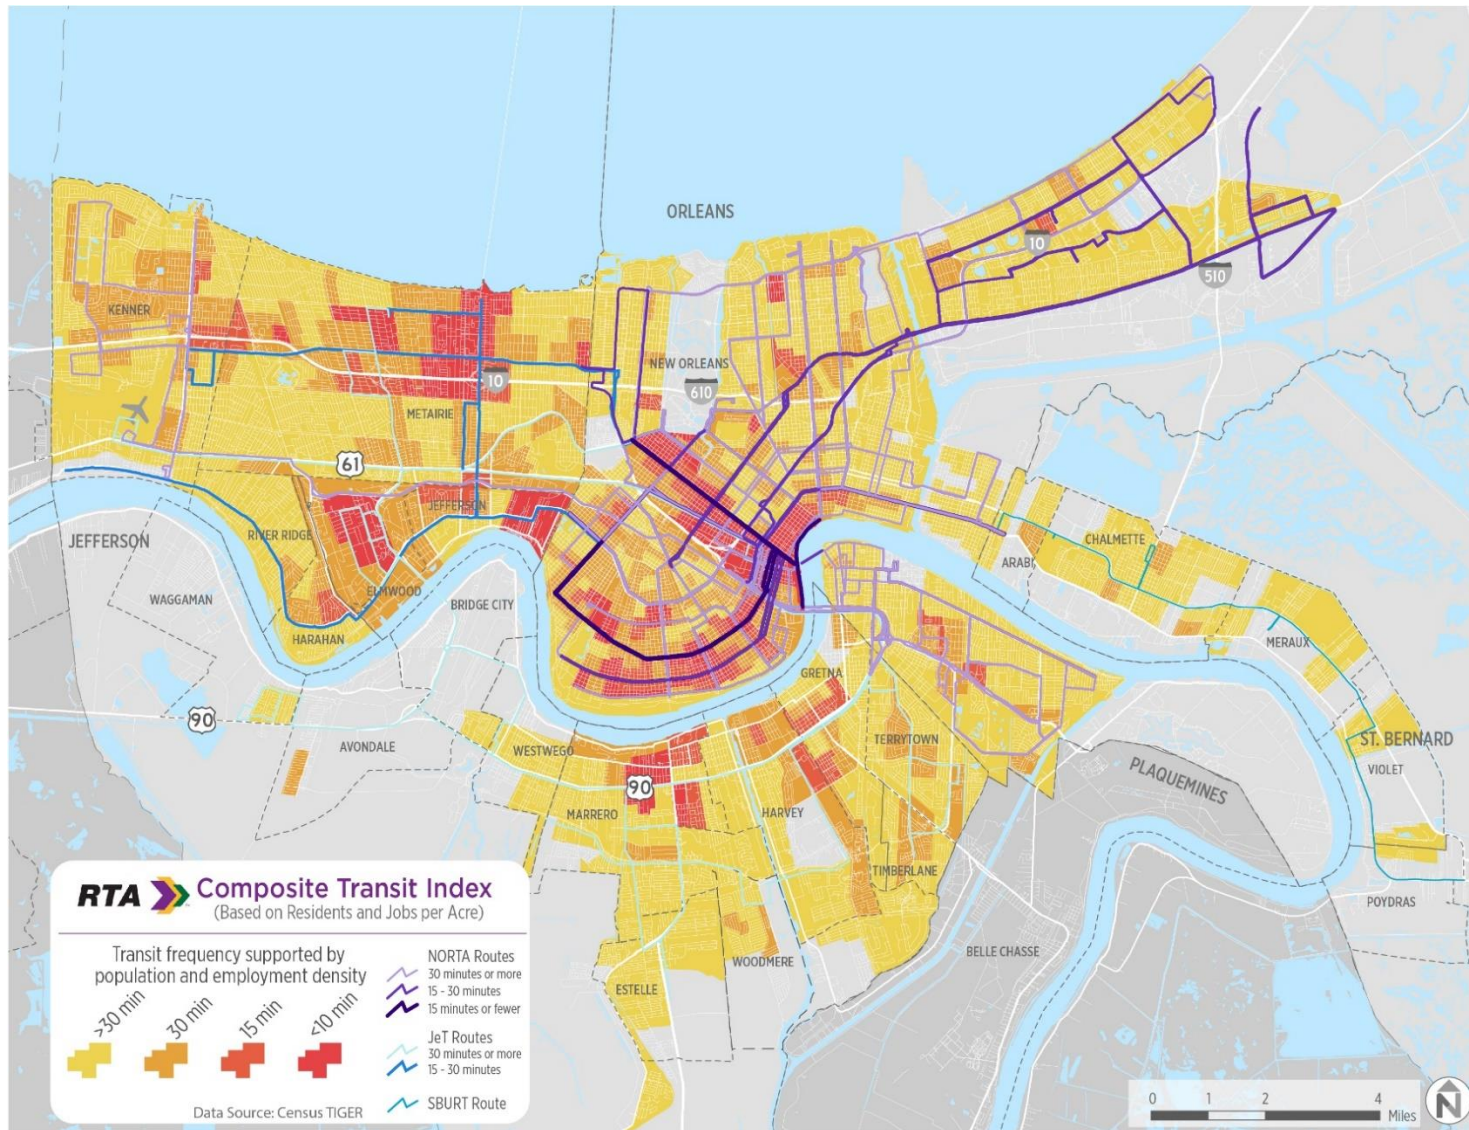 ORLEANS
10
510
KENNER
NEW ORLEANS
610
10
METAIRIE
61
JEFFERSON
RIVER RIDGE
JEFFERSON
CHALMETTE
ARABI
WAGGAMAN
ELMWOOD
BRIDGE CITY
HARAHAN
MERAUX
GRETNA
90
AVONDALE
WESTWEGO
TERRYTOWN
ST. BERNARD
VIOLET
PLAQUEMINES
90
MARRERO
HARVEY
TIMBERLANE
POYDRAS
BELLE CHASSE
WOODMERE
ESTELLE
RTA Composite Transit Index
(Based on Residents and Jobs per Acre)
Transit frequency supported by
population and employment density
>30 min
30 min
15 min
<10 min
NORTA Routes
30 minutes or more
15 - 30 minutes
15 minutes or fewer
JeT Routes
30 minutes or more
15 - 30 minutes
SBURT Route
Data Source: Census TIGER
0 1 2 4
Miles
N